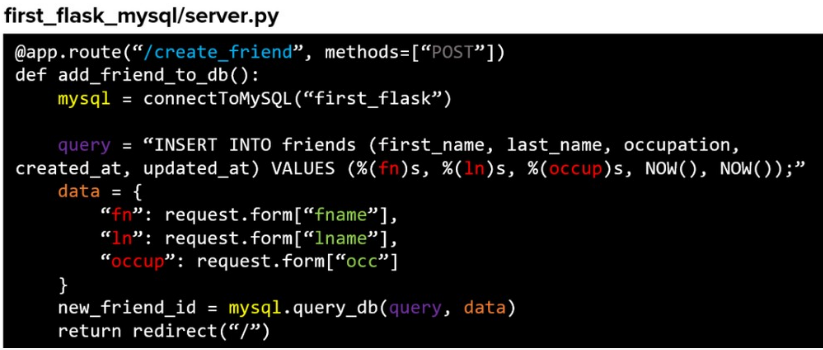 first_flask_mysql/server.py
@app.route(“/create_friend”, methods=[“POST”])
def add_friend_to_db():
    mysql = connectToMySQL(“first_flask”)
    query = “INSERT INTO friends (first_name, last_name, occupation,
created_at, updated_at) VALUES (%(fn)s, %(ln)s, %(occup)s, NOW(), NOW());”
    data = {
        “fn”: request.form[“fname”],
        “ln”: request.form[“lname”],
        “occup”: request.form[“occ”]
    }
    new_friend_id = mysql.query_db(query, data)
    return redirect(“/”)